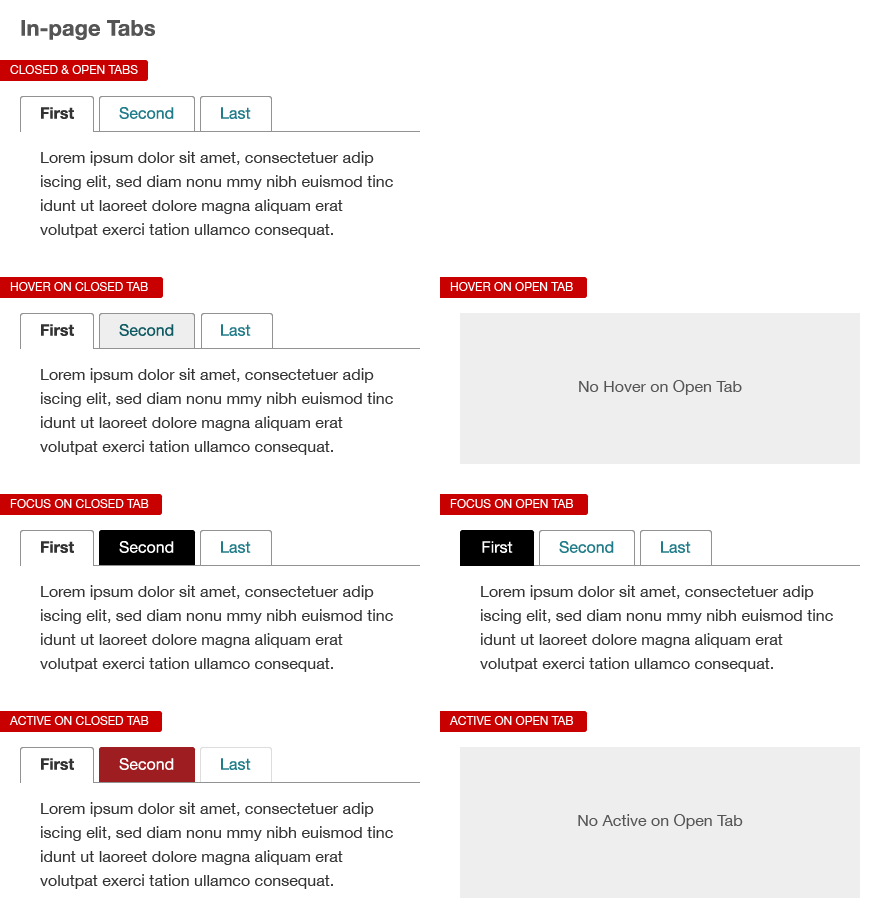 In-page Tabs
CLOSED & OPEN TABS
First Second Last
Lorem ipsum dolor sit amet, consectetuer adip
iscing elit, sed diam nonu mmy nibh euismod tinc
idunt ut laoreet dolore magna aliquam erat
volutpat exerci tation ullamco consequat.
HOVER ON CLOSED TAB
First Second Last
Lorem ipsum dolor sit amet, consectetuer adip
iscing elit, sed diam nonu mmy nibh euismod tinc
idunt ut laoreet dolore magna aliquam erat
volutpat exerci tation ullamco consequat.
HOVER ON OPEN TAB
No Hover on Open Tab
FOCUS ON CLOSED TAB
First Second Last
Lorem ipsum dolor sit amet, consectetuer adip
iscing elit, sed diam nonu mmy nibh euismod tinc
idunt ut laoreet dolore magna aliquam erat
volutpat exerci tation ullamco consequat.
FOCUS ON OPEN TAB
First Second Last
Lorem ipsum dolor sit amet, consectetuer adip
iscing elit, sed diam nonu mmy nibh euismod tinc
idunt ut laoreet dolore magna aliquam erat
volutpat exerci tation ullamco consequat.
ACTIVE ON CLOSED TAB
First Second Last
Lorem ipsum dolor sit amet, consectetuer adip
iscing elit, sed diam nonu mmy nibh euismod tinc
idunt ut laoreet dolore magna aliquam erat
volutpat exerci tation ullamco consequat.
ACTIVE ON OPEN TAB
No Active on Open Tab